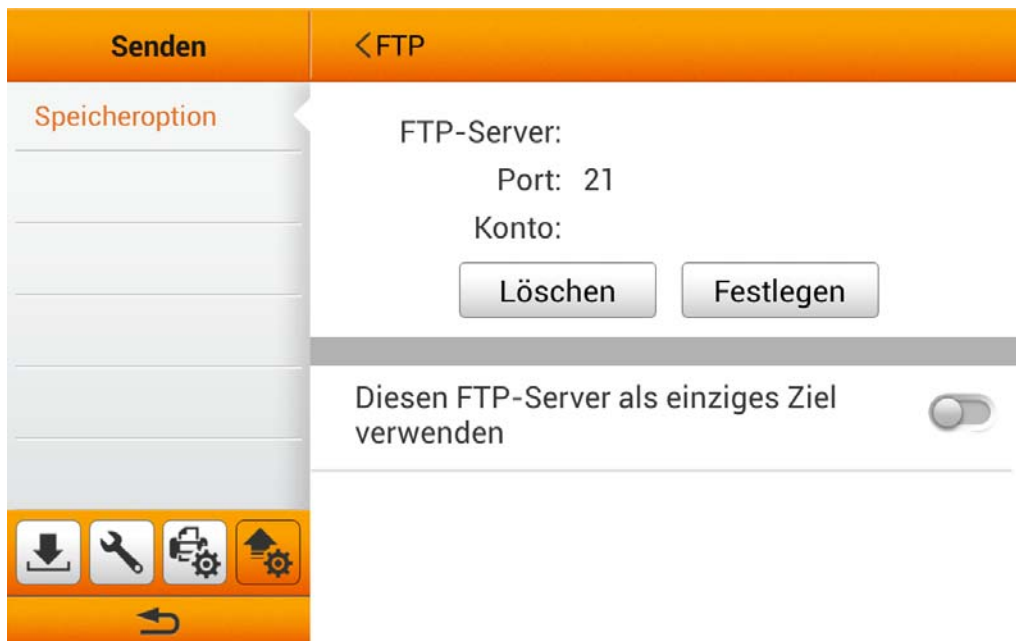 Senden
<FTP
Speicheroption
FTP-Server:
Port: 21
Konto:
Löschen
Festlegen
Diesen FTP-Server als einziges Ziel
verwenden